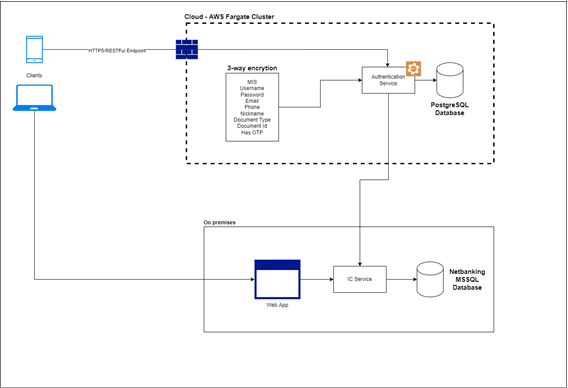 Cloud - AWS Fargate Cluster
HTTPS/RESTFul Endpoint
Clients
3-way encrytion
MIS
Username
Password
Email
Phone
Nickname
Document Type
Document Id
Has OTP
Authentication
Service
PostgreSQL
Database
On premises
Web App
IC Service
Netbanking
MSSQL
Database